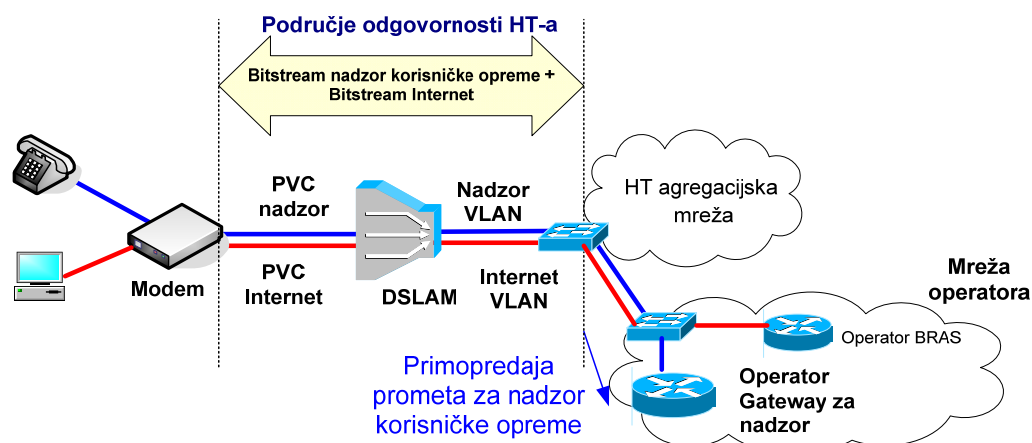 Područje odgovornosti HT-a
Bitstream nadzor korisničke opreme +
Bitstream Internet
PVC
nadzor
Nadzor
VLAN
HT agregacijska
mreža
Modem
PVC
Internet
DSLAM
Internet
VLAN
Mreža
operatora
Operator BRAS
Primopredaja
prometa za nadzor
korisničke opreme
Operator
Gateway za
nadzor